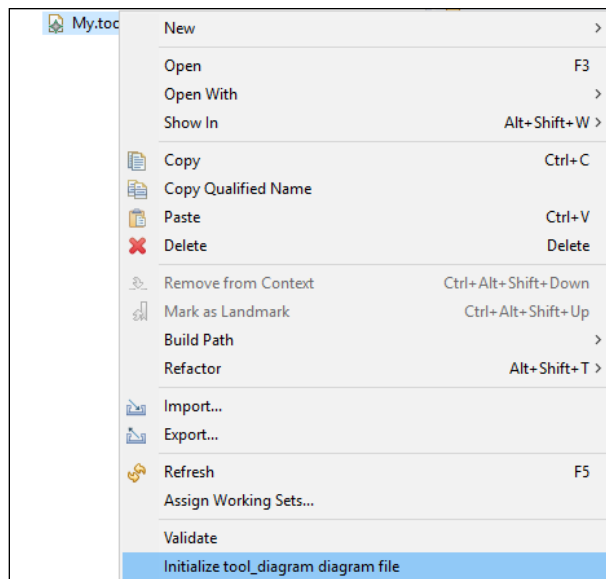 My.too
New
Open F3
Open With
Show In Alt+Shift+W
Copy Ctrl+C
Copy Qualified Name
Paste Ctrl+V
Delete Delete
Remove from Context Ctrl+Alt+Shift+Down
Mark as Landmark Ctrl+Alt+Shift+Up
Build Path
Refactor Alt+Shift+T
Import...
Export...
Refresh F5
Assign Working Sets...
Validate
Initialize tool_diagram diagram file